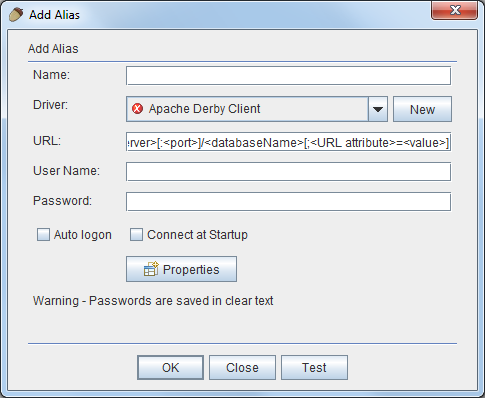 Add Alias
Add Alias
Name:
Driver: Apache Derby Client New
URL: erver>[:<port>]/<databaseName>[;<URL attribute>=<value>]
User Name:
Password:
Auto logon Connect at Startup
Properties
Warning - Passwords are saved in clear text
OK Close Test